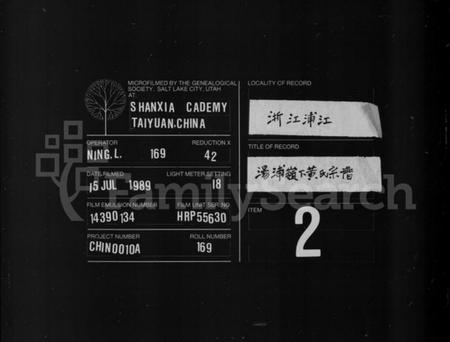 MICROFILMED BY THE GENEALOGICAL
SOCIETY, SALT LAKE CITY, UTAH
AT:
SHANXIA CADEMY
TAIYUAN.CHINA
OPERATOR
REDUCTION X
NING.L. 169 42
DATE FILMED
LIGHT METER SETTING
15 JUL 1989 18
FILM EMULSION NUMBER
FILM UNIT SER. NO
14390134 HRP55630
PROJECT NUMBER
ROLL NUMBER
CHINO010A 169
LOCALITY OF RECORD
浙江浦江
TITLE OF RECORD
湯浦嶺下黄氏宗譜
ITEM
2
FamilySearch